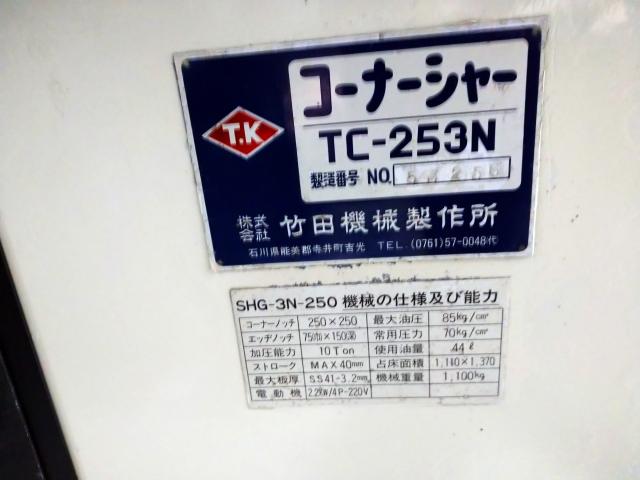 コーナーシャー
T.K
TC-253N
製造番号 NO.
株式会社 竹田機械製作所
石川県能美郡寺井町吉光 TEL.(0761)57-0048代
SHG-3N-250 機械の仕様及び能力
コーナーノッチ 250×250 最大油圧 85kg/cm²
エッヂノッチ 75(巾)×150(深) 常用圧力 70kg/cm²
加圧能力 10Ton 使用油量 44ℓ
ストローク MAX40mm 占床面積 1,110×1,370
最大板厚 SS41-3.2mm 機械重量 1,100kg
電動機 2.2KW/4P-220V